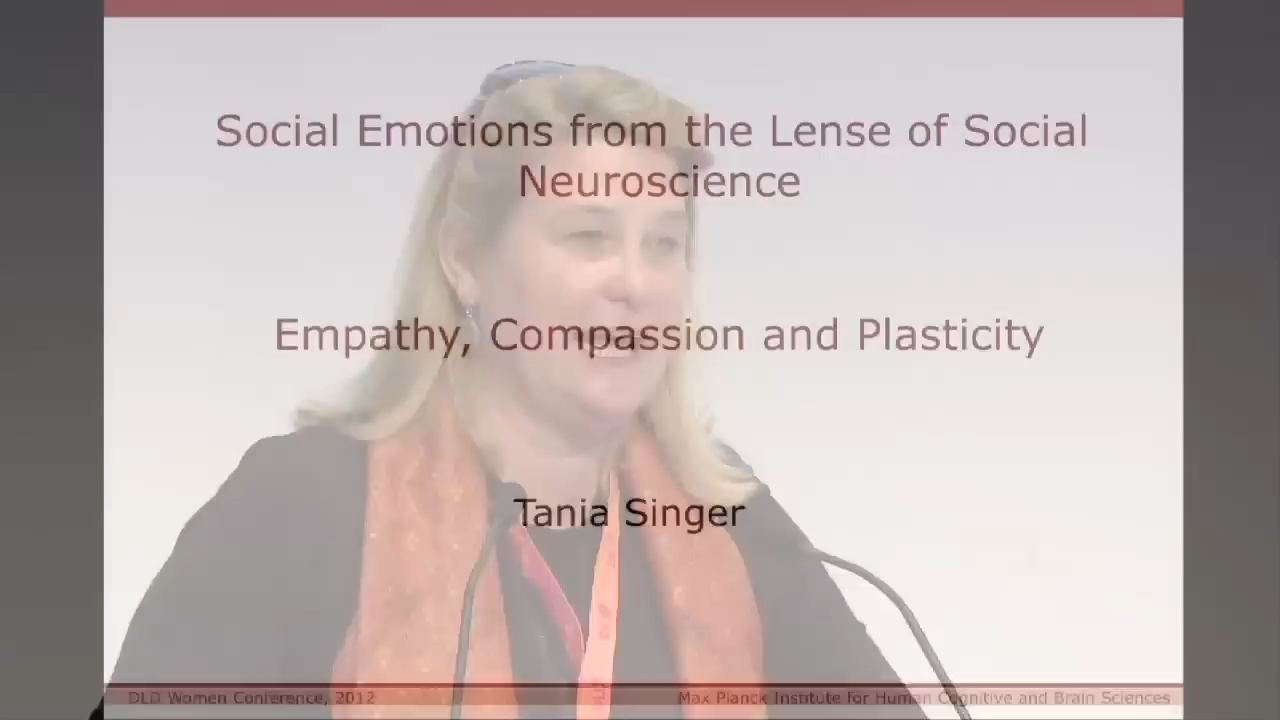 Social Emotions from the Lense of Social
Neuroscience
Empathy, Compassion and Plasticity
Tania Singer
DLD Women Conference, 2012
Max Planck Institute for Human Cognitive and Brain Sciences